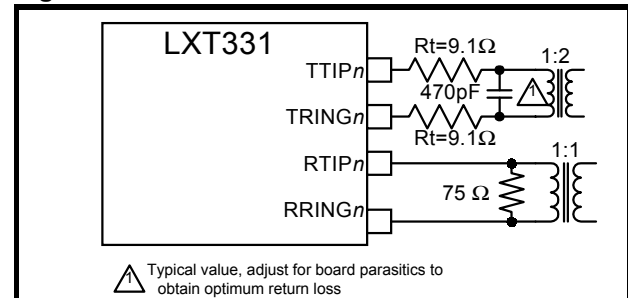 LXT331
Rt=9.1Ω
1:2
TTIPn
470pF
1
TRINGn
Rt=9.1Ω
1:1
RTIPn
75 Ω
RRINGn
1 Typical value, adjust for board parasitics to
obtain optimum return loss